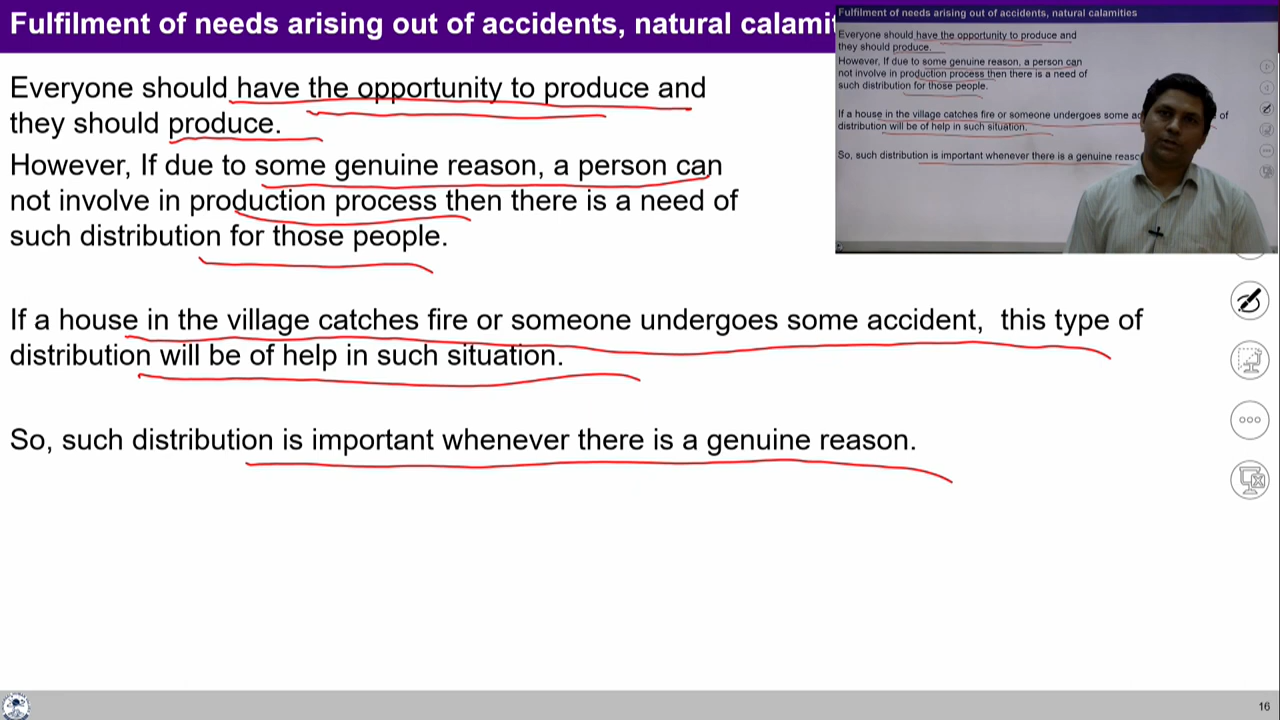 Fulfilment of needs arising out of accidents, natural calami
Everyone should have the opportunity to produce and
they should produce.
However, If due to some genuine reason, a person can
not involve in production process then there is a need of
such distribution for those people.
If a house in the village catches fire or someone undergoes some accident, this type of
distribution will be of help in such situation.
So, such distribution is important whenever there is a genuine reason.
Fulfilment of needs arising out of accidents, natural calamities
Everyone should have the opportunity to produce and
they should produce.
However, If due to some genuine reason, a person can
not involve in production process then there is a need of
such distribution for those people.
If a house in the village catches fire or someone undergoes some ac of
distribution will be of help in such situation.
So, such distribution is important whenever there is a genuine reasc
16